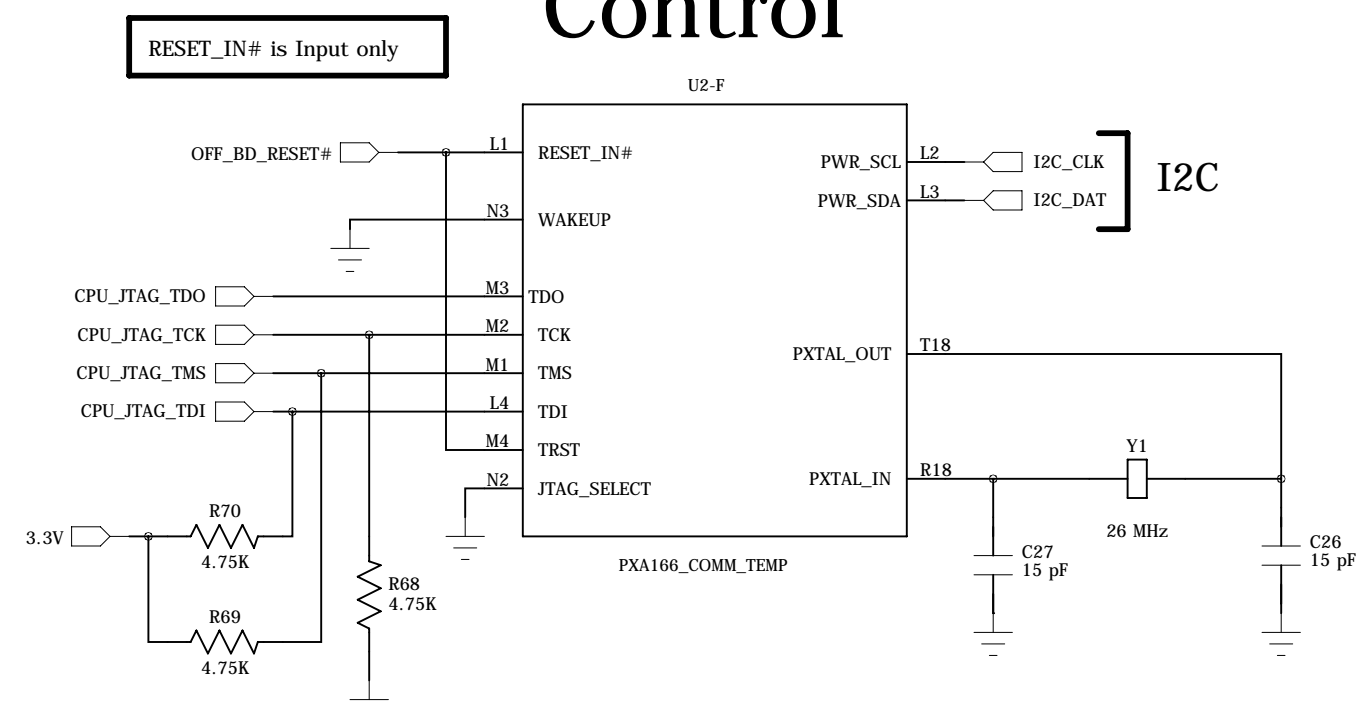 Control
RESET_IN# is Input only
U2-F
OFF_BD_RESET#
L1
RESET_IN#
PWR_SCL
L2
I2C_CLK
I2C
N3
WAKEUP
PWR_SDA
L3
I2C_DAT
CPU_JTAG_TDO
M3
TDO
CPU_JTAG_TCK
M2
TCK
PXTAL_OUT
T18
CPU_JTAG_TMS
M1
TMS
CPU_JTAG_TDI
L4
TDI
M4
TRST
Y1
N2
JTAG_SELECT
PXTAL_IN
R18
26 MHz
3.3V
R70
4.75K
PXA166_COMM_TEMP
C27
15 pF
C26
15 pF
R68
4.75K
R69
4.75K